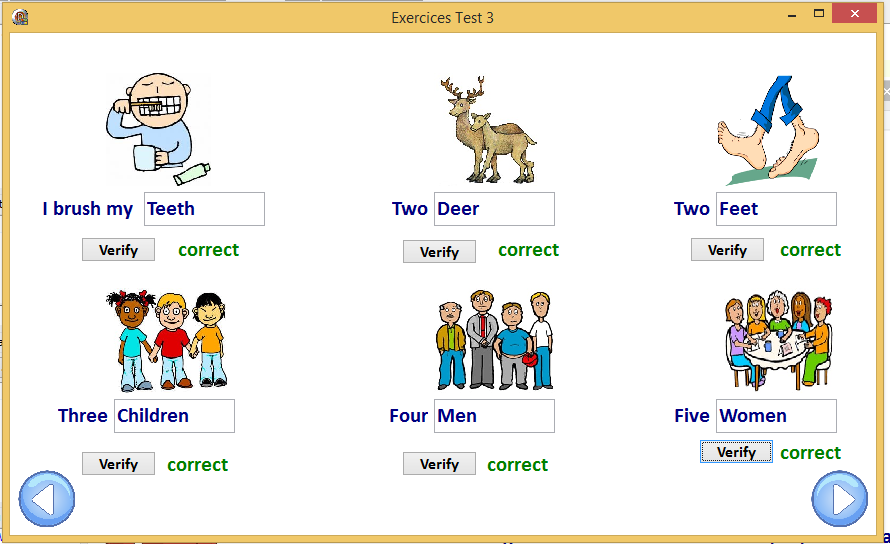 Exercices Test 3
I brush my Teeth
Two Deer
Two Feet
Verify correct
Verify correct
Verify correct
Three Children
Four Men
Five Women
Verify correct
Verify correct
Verify correct